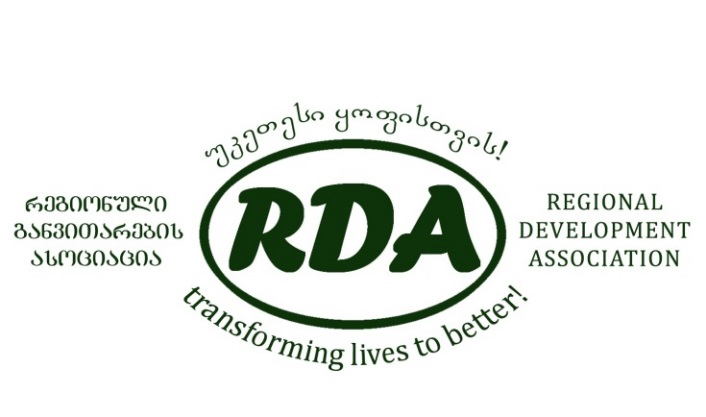 უკეთესი ყოფისთვის!
რეგიონული
განვითარების
ასოციაცია
RDA
REGIONAL
DEVELOPMENT
ASSOCIATION
transforming lives to better!